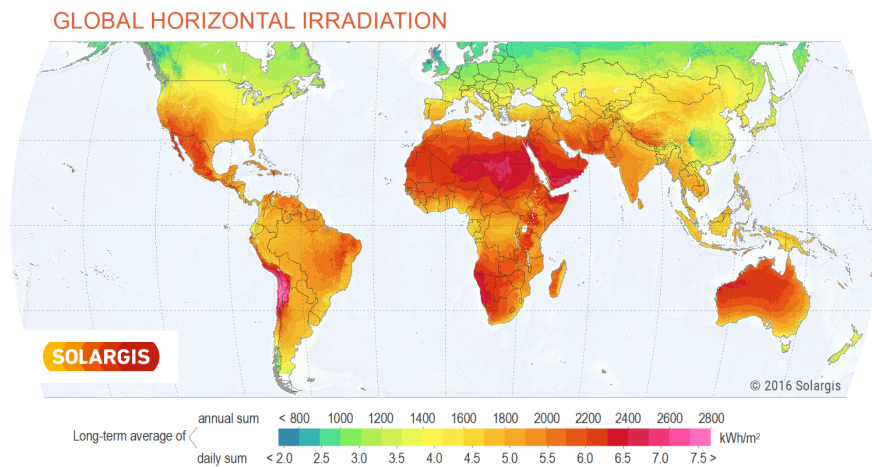 GLOBAL HORIZONTAL IRRADIATION
SOLARGIS
© 2016 Solargis
annual sum < 800 1000 1200 1400 1600 1800 2000 2200 2400 2600 2800
Long-term average of kWh/m²
daily sum < 2.0 2.5 3.0 3.5 4.0 4.5 5.0 5.5 6.0 6.5 7.0 7.5 >